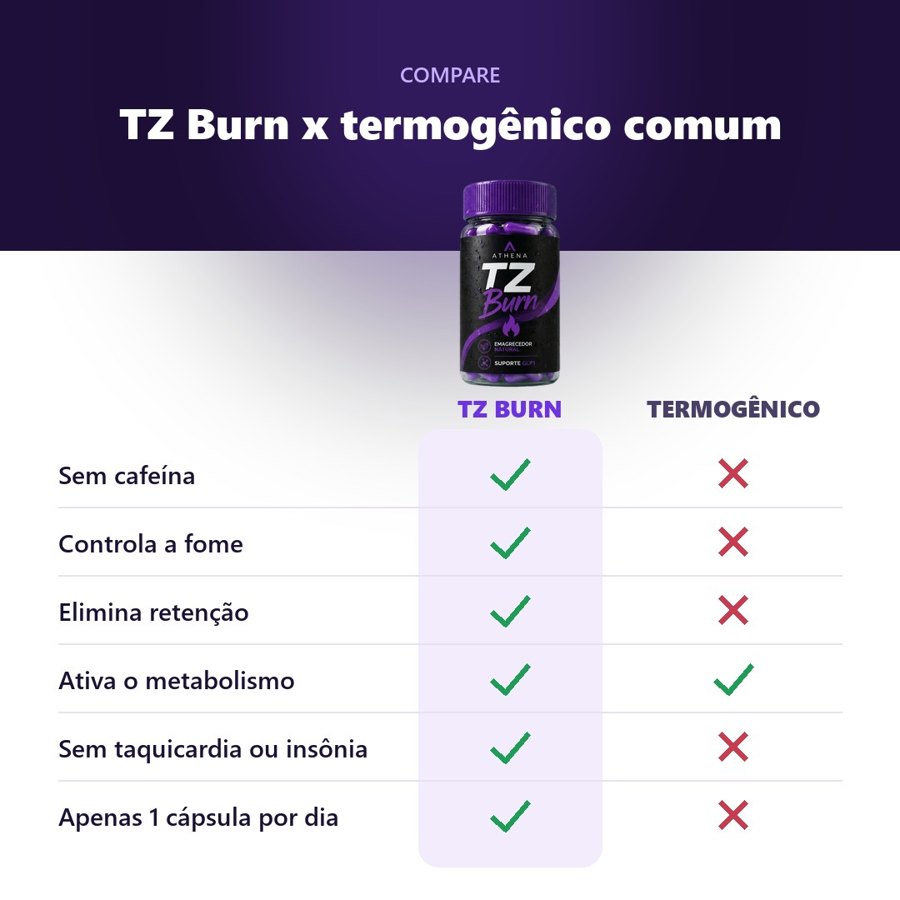 COMPARE
TZ Burn x termogênico comum
ATHENA
TZ
Burn
EMAGRECEDOR
NATURAL
SUPORTE GLP1
TZ BURN TERMOGÊNICO
Sem cafeína
Controla a fome
Elimina retenção
Ativa o metabolismo
Sem taquicardia ou insônia
Apenas 1 cápsula por dia